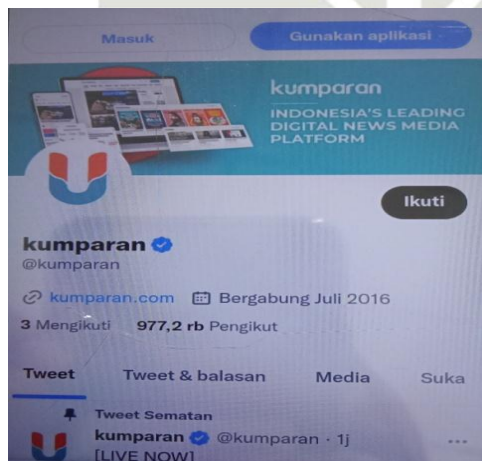 Masuk
Gunakan aplikasi
kumparan
INDONESIA'S LEADING
DIGITAL NEWS MEDIA
PLATFORM
Ikuti
kumparan
@kumparan
kumparan.com Bergabung Juli 2016
3 Mengikuti 977,2 rb Pengikut
Tweet Tweet & balasan Media Suka
Tweet Sematan
kumparan @kumparan · 1j ...
[LIVE NOW]